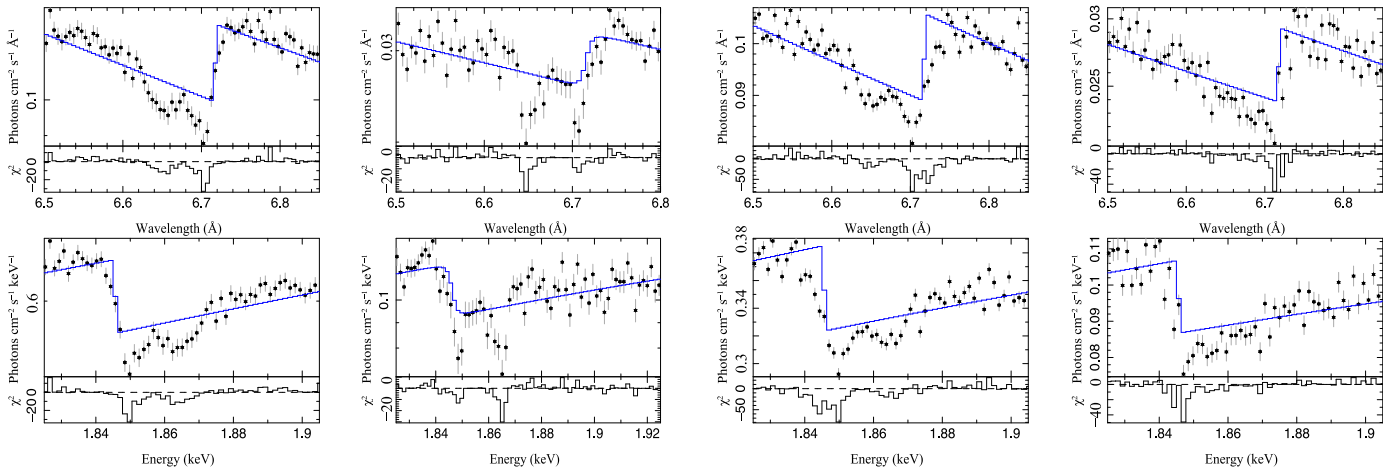 Photons cm⁻² s⁻¹ Å⁻¹
0.1
χ²
−20 0
6.5 6.6 6.7 6.8
Wavelength (Å)
Photons cm⁻² s⁻¹ Å⁻¹
0.03
χ²
−20 0
6.5 6.6 6.7 6.8
Wavelength (Å)
Photons cm⁻² s⁻¹ Å⁻¹
0.09 0.1
χ²
−50 0
6.5 6.6 6.7 6.8
Wavelength (Å)
Photons cm⁻² s⁻¹ Å⁻¹
0.02 0.025 0.03
χ²
−40 0
6.5 6.6 6.7 6.8
Wavelength (Å)
Photons cm⁻² s⁻¹ keV⁻¹
0.6
χ²
−20 0
1.84 1.86 1.88 1.9
Energy (keV)
Photons cm⁻² s⁻¹ keV⁻¹
0.1
χ²
−20 0
1.84 1.86 1.88 1.9 1.92
Energy (keV)
Photons cm⁻² s⁻¹ keV⁻¹
0.3 0.34 0.38
χ²
−50 0
1.84 1.86 1.88 1.9
Energy (keV)
Photons cm⁻² s⁻¹ keV⁻¹
0.08 0.09 0.1 0.11
χ²
−40 0
1.84 1.86 1.88 1.9
Energy (keV)